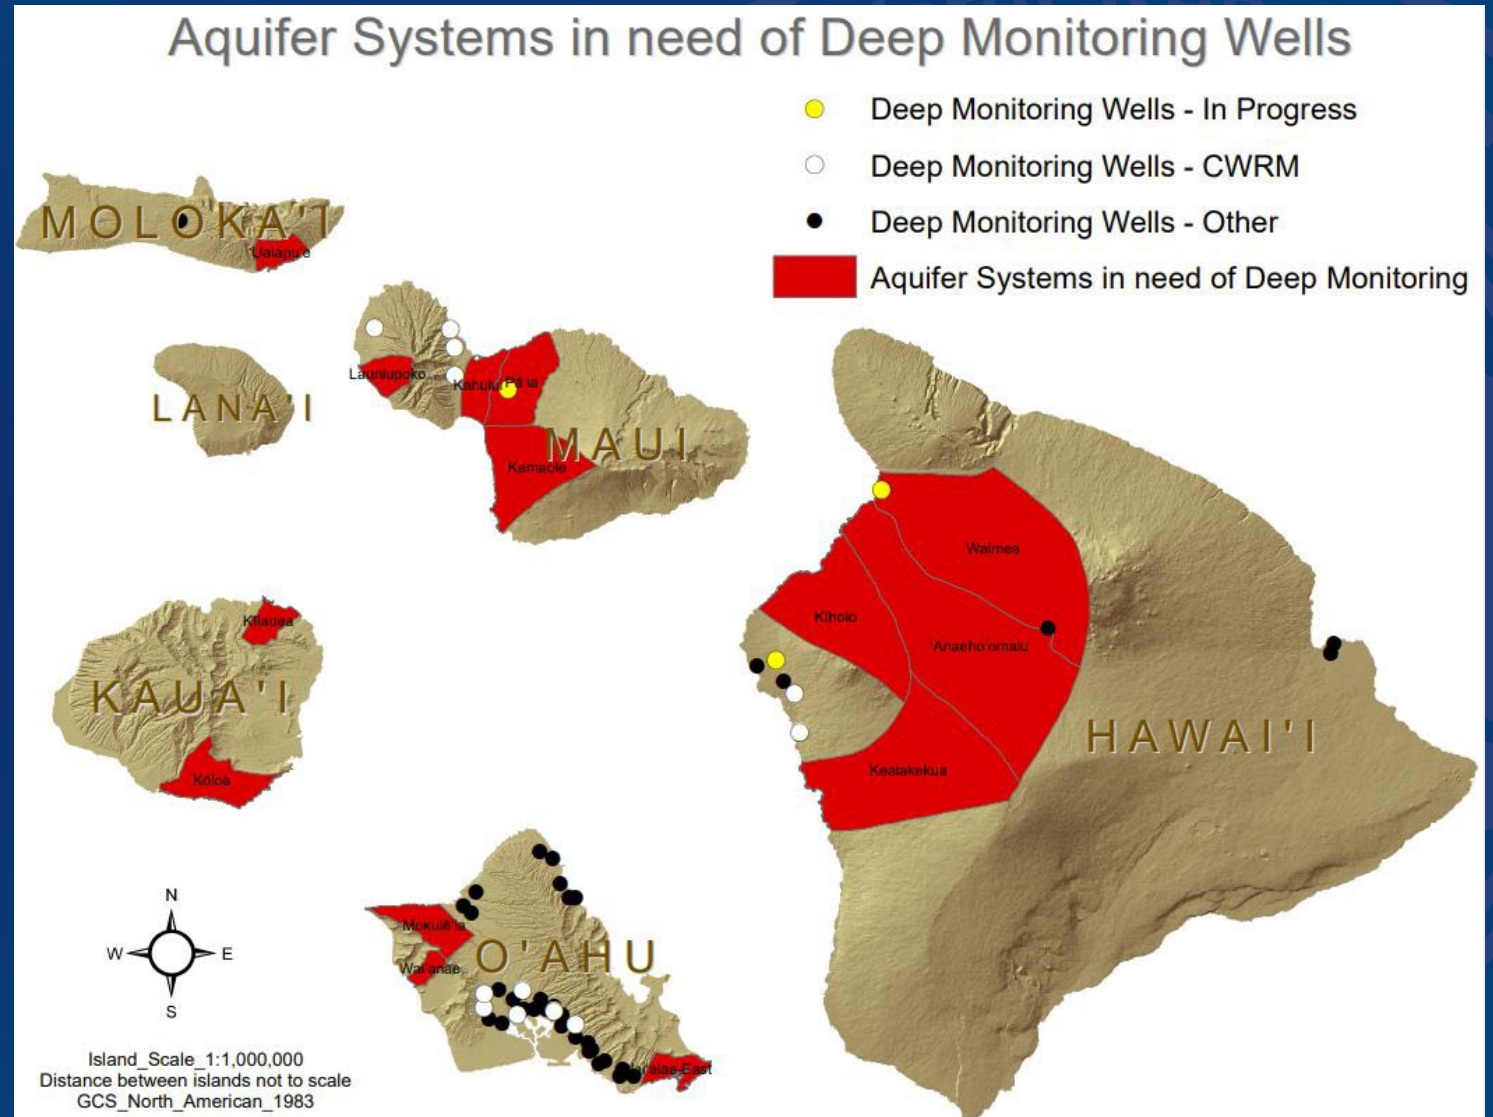 Aquifer Systems in need of Deep Monitoring Wells
Deep Monitoring Wells - In Progress
Deep Monitoring Wells - CWRM
Deep Monitoring Wells - Other
Aquifer Systems in need of Deep Monitoring
MOLOKA'I
Ualapu'e
LANA'I
Launiupoko
Kahului
Pā'ia
MAUI
Kamaole
Waimea
Kīholo
'Anaeho'omalu
Kealakekua
HAWAI'I
Kīlauea
KAUA'I
Kōloa
Mokulē'ia
Wai'anae
O'AHU
N
W
E
S
Island_Scale_1:1,000,000
Distance between islands not to scale
GCS_North_American_1983